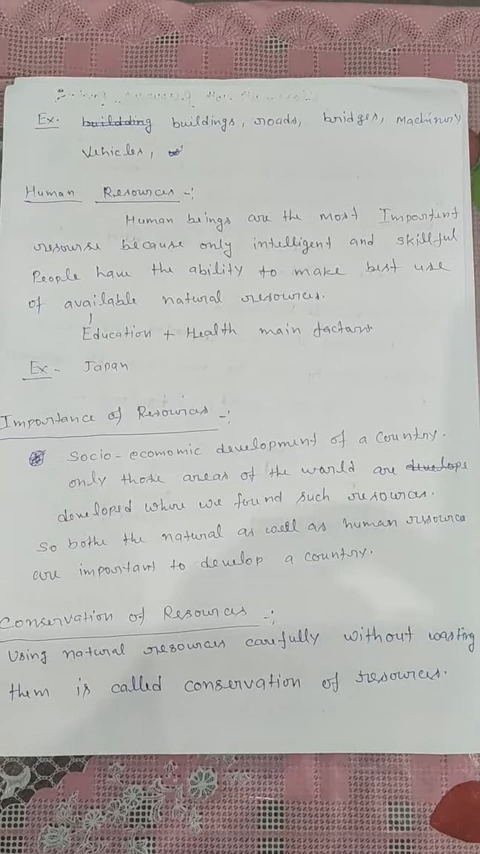 Ex- building buildings, roads, bridges, Machinery
Vehicles,
Human Resources -:
Human beings are the most Important
resourse because only intelligent and skillful
People have the ability to make best use
of available natural resources.
Education + Health main factors
Ex - Japan
Importance of Resources -:
Socio-economic development of a country.
only those areas of the world are develope
developed where we found such resources.
So bothe the natural as well as human resource
are important to develop a country.
Conservation of Resources -:
Using natural resources carefully without wasting
them is called conservation of resources.